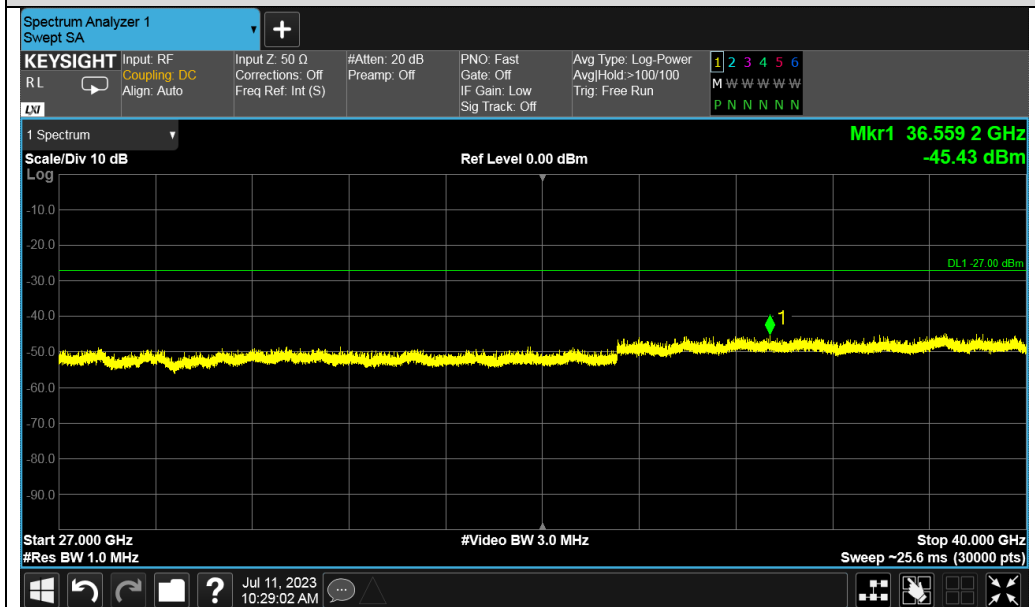 Spectrum Analyzer 1
Swept SA
+
KEYSIGHT
RL
LXI
Input: RF
Coupling: DC
Align: Auto
Input Z: 50 Ω
Corrections: Off
Freq Ref: Int (S)
#Atten: 20 dB
Preamp: Off
PNO: Fast
Gate: Off
IF Gain: Low
Sig Track: Off
Avg Type: Log-Power
Avg|Hold:>100/100
Trig: Free Run
1 2 3 4 5 6
M W W W W W
P N N N N N
1 Spectrum
Mkr1 36.559 2 GHz
Scale/Div 10 dB
Ref Level 0.00 dBm
-45.43 dBm
Log
-10.0
-20.0
DL1 -27.00 dBm
-30.0
-40.0
1
-50.0
-60.0
-70.0
-80.0
-90.0
Start 27.000 GHz
#Video BW 3.0 MHz
Stop 40.000 GHz
#Res BW 1.0 MHz
Sweep ~25.6 ms (30000 pts)
?
Jul 11, 2023
10:29:02 AM